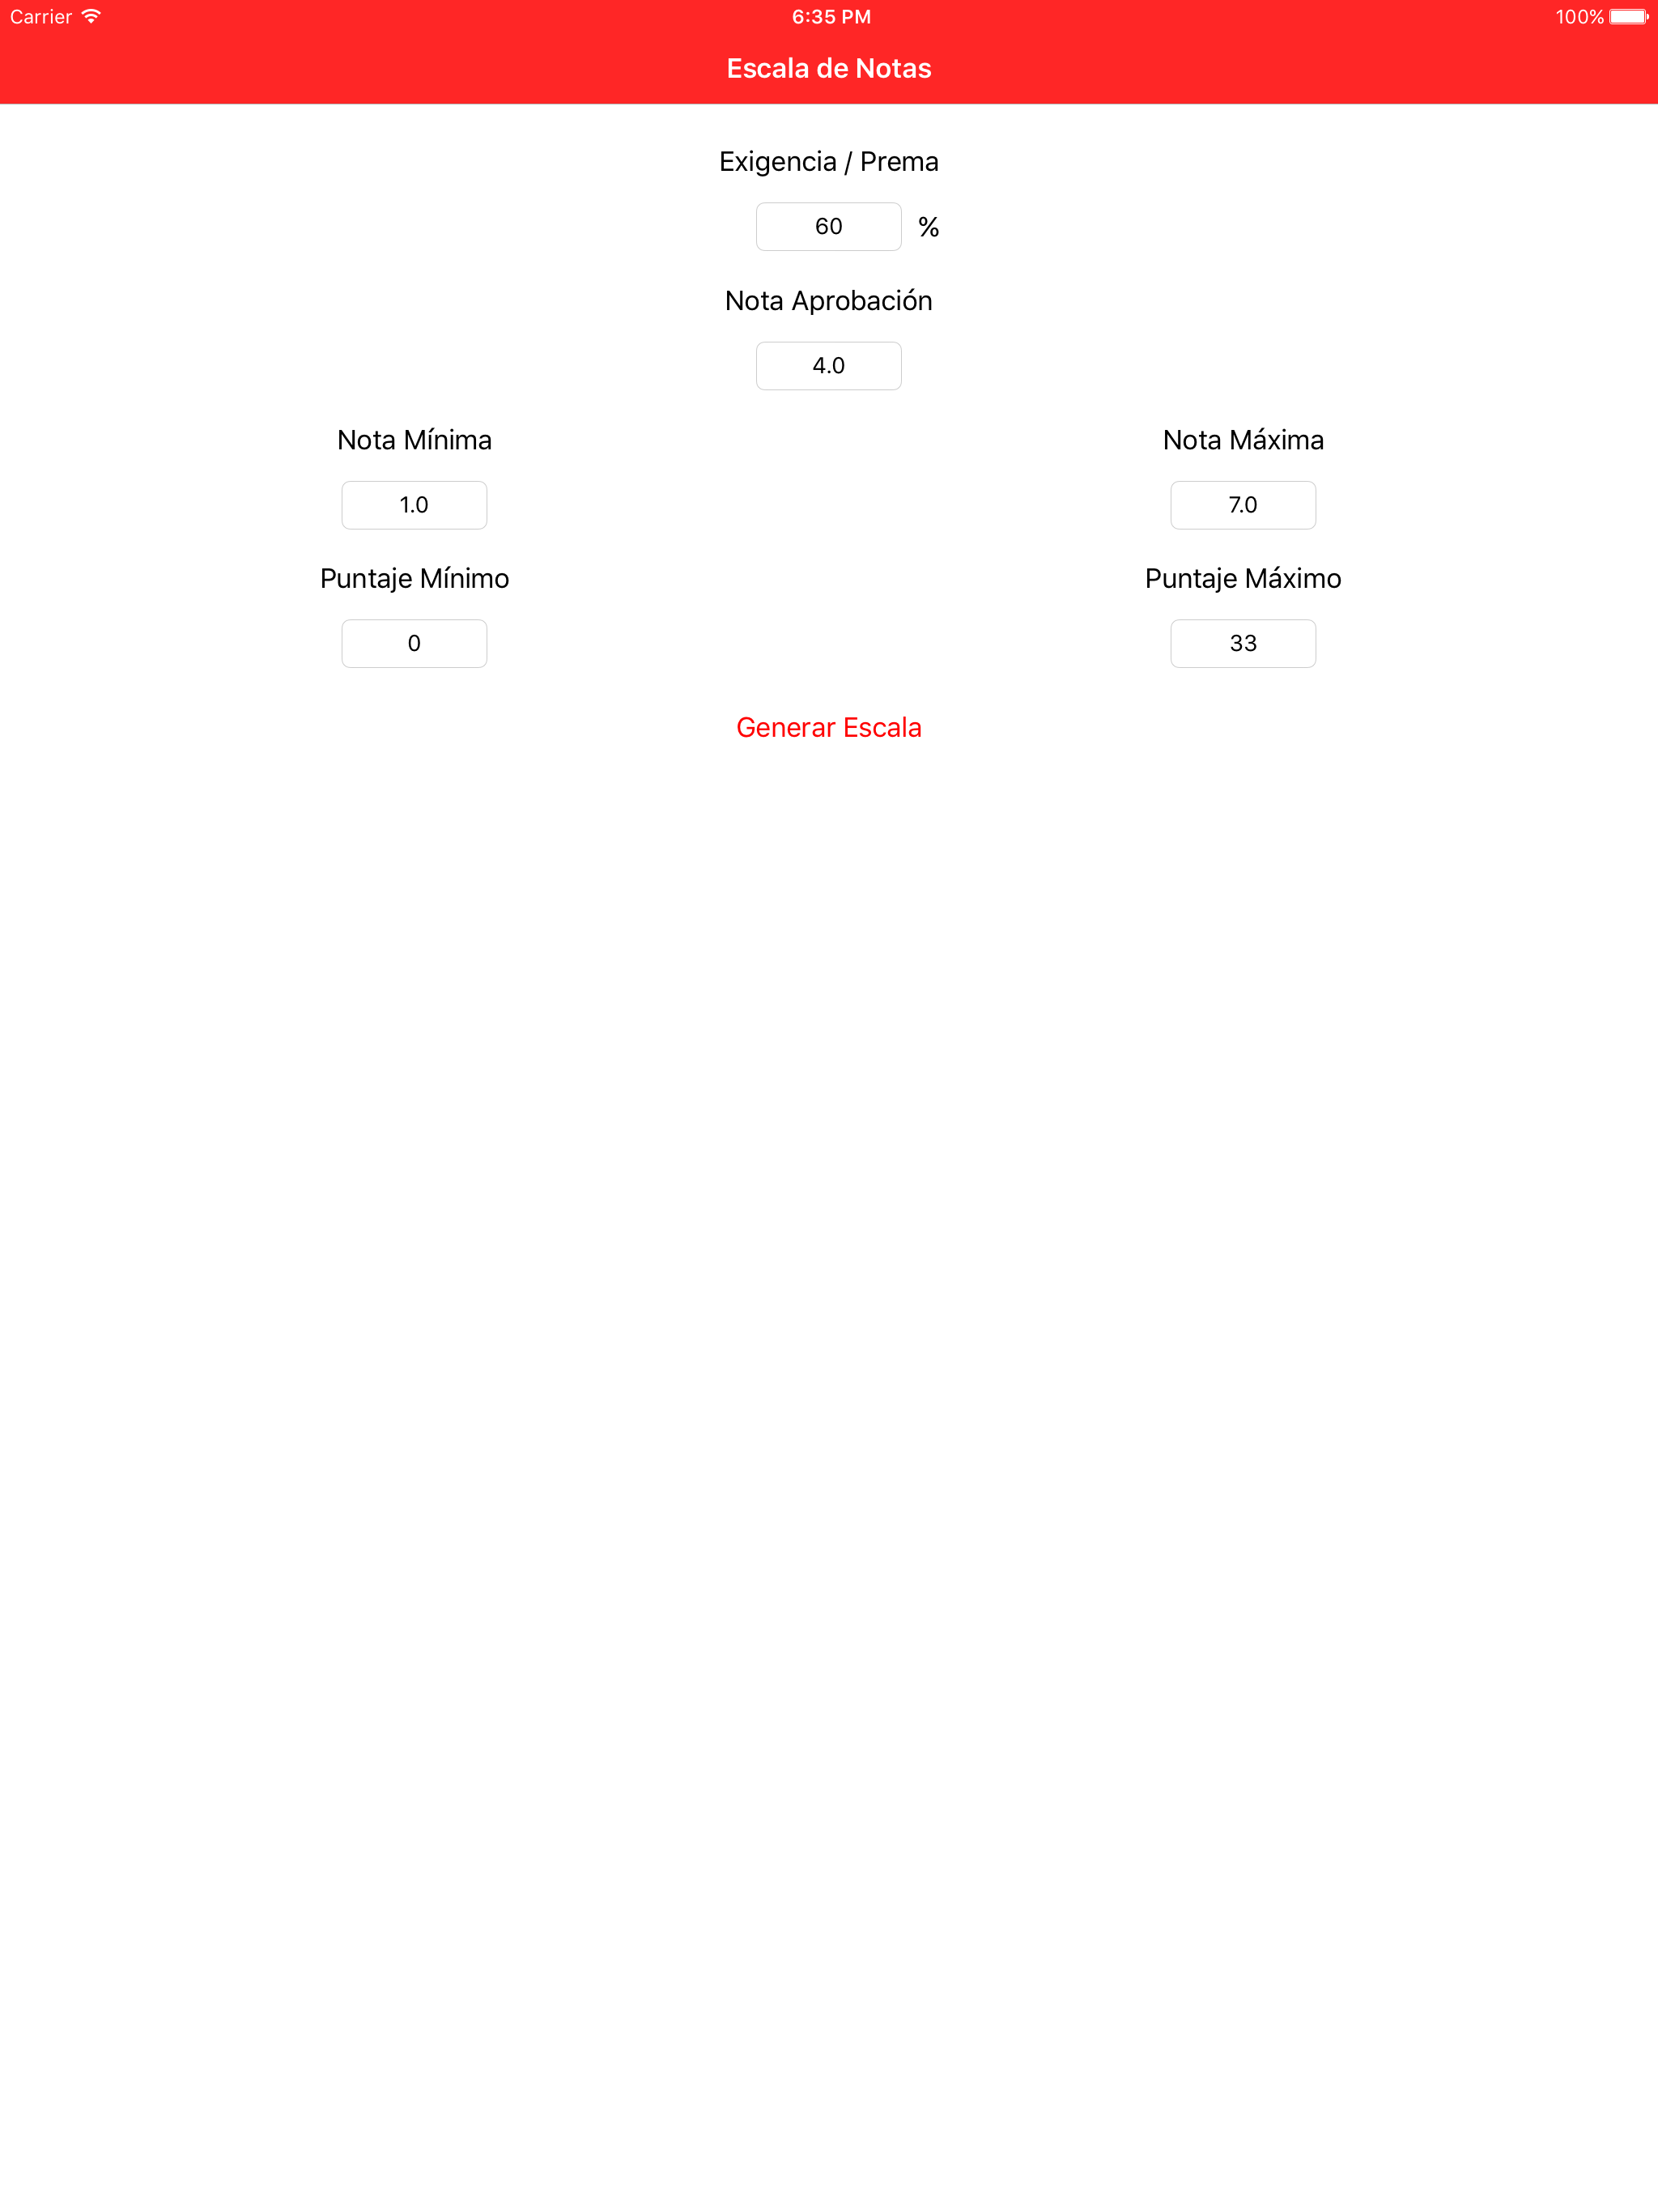 Carrier 6:35 PM 100%
Escala de Notas
Exigencia / Prema
60 %
Nota Aprobación
4.0
Nota Mínima Nota Máxima
1.0 7.0
Puntaje Mínimo Puntaje Máximo
0 33
Generar Escala